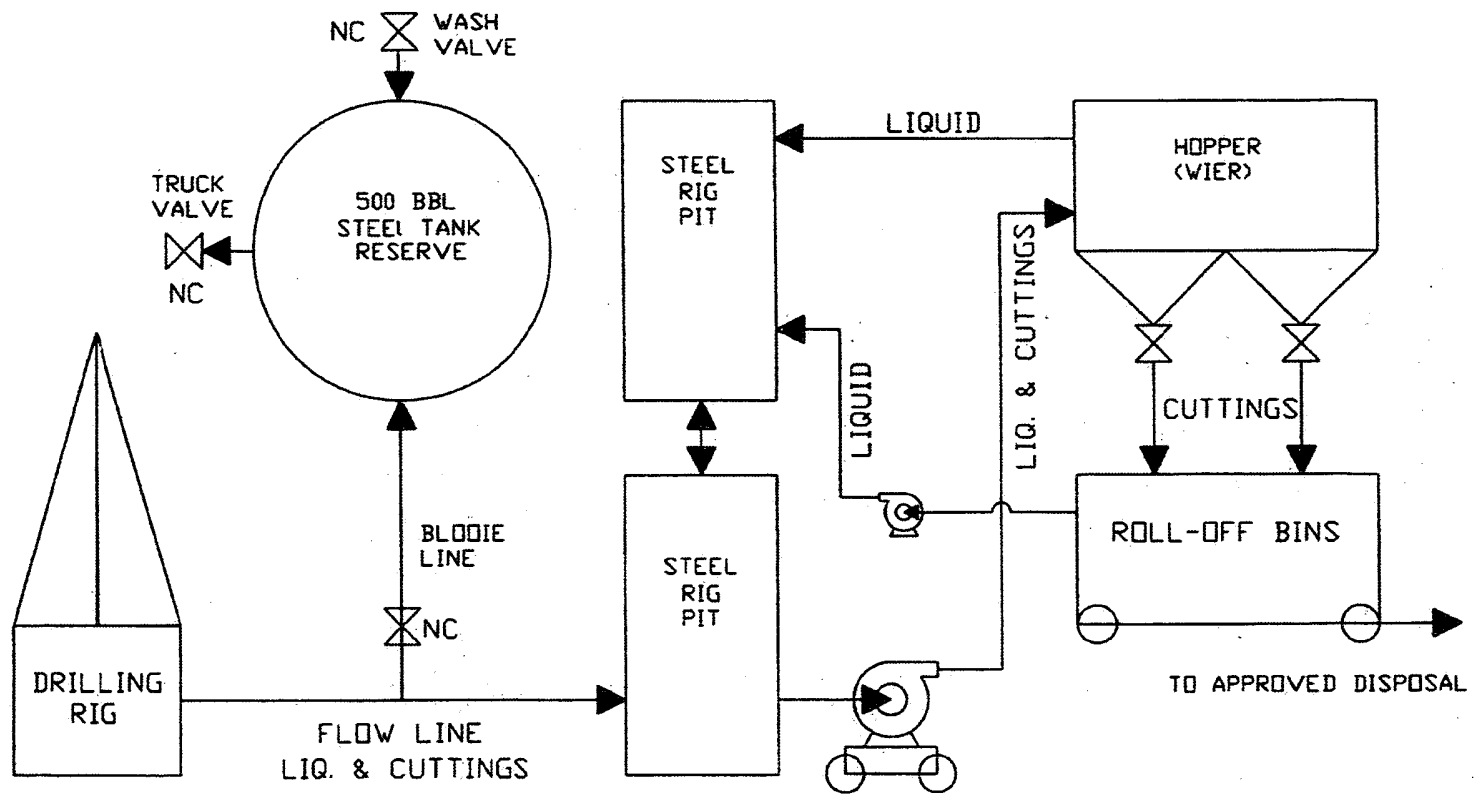 NC
WASH
VALVE
TRUCK
VALVE
NC
500 BBL
STEEL TANK
RESERVE
STEEL
RIG
PIT
LIQUID
HOPPER
(WIER)
LIQ. & CUTTINGS
LIQUID
CUTTINGS
BLOOIE
LINE
NC
STEEL
RIG
PIT
ROLL-OFF BINS
DRILLING
RIG
FLOW LINE
LIQ. & CUTTINGS
TO APPROVED DISPOSAL